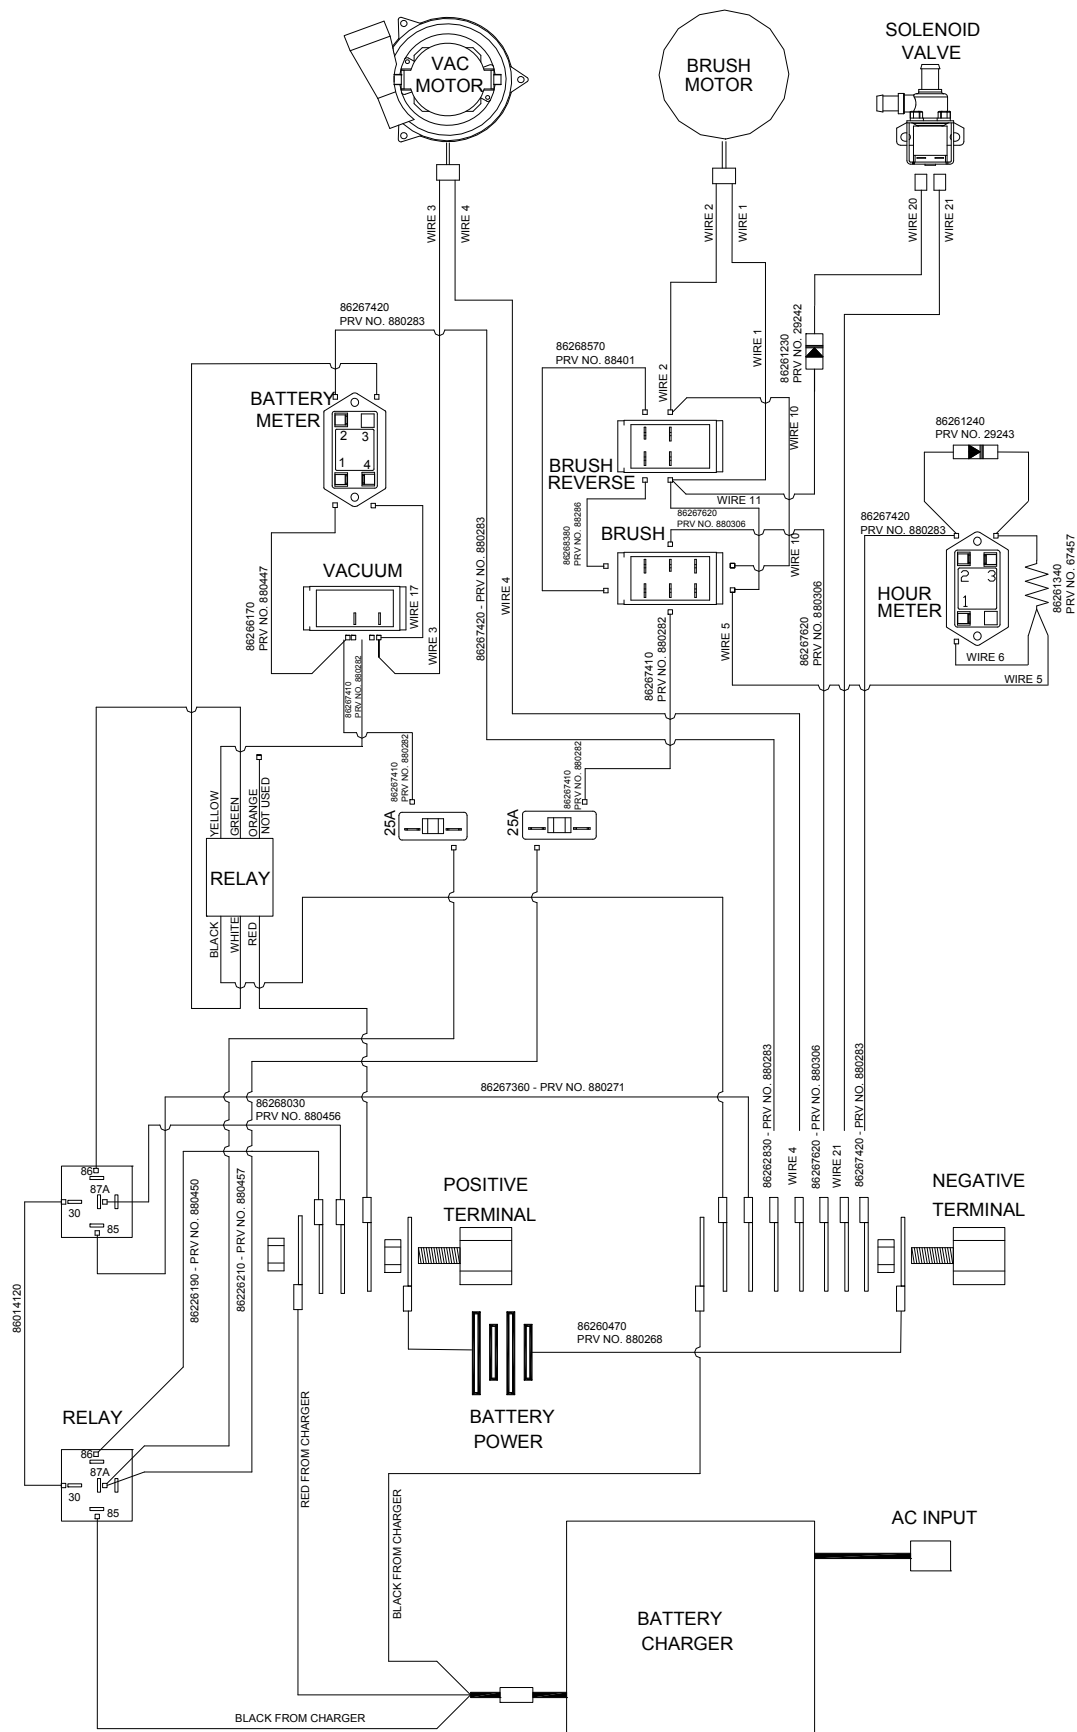 VAC
MOTOR
BRUSH
MOTOR
SOLENOID
VALVE
WIRE 3
WIRE 4
WIRE 2
WIRE 1
WIRE 20
WIRE 21
86267420
PRV NO. 880283
86268570
PRV NO. 88401
WIRE 2
WIRE 1
86261230
PRV NO. 29242
BATTERY
METER
2 3
1 4
WIRE 10
86261240
PRV NO. 29243
BRUSH
REVERSE
WIRE 11
86267620
PRV NO. 880306
BRUSH
86268380
PRV NO. 88286
WIRE 10
86267420
PRV NO. 880283
2 3
1
HOUR
METER
86261340
PRV NO. 67457
WIRE 6
WIRE 5
VACUUM
86266170
PRV NO. 880447
WIRE 17
WIRE 3
86267420 - PRV NO. 880283
WIRE 4
86267410
PRV NO. 880282
86267410
PRV NO. 880282
WIRE 5
86267620
PRV NO. 880306
86267410
PRV NO. 880282
86267410
PRV NO. 880282
25A
25A
YELLOW
GREEN
ORANGE
NOT USED
RELAY
BLACK
WHITE
RED
86267360 - PRV NO. 880271
86268030
PRV NO. 880456
86262830 - PRV NO. 880283
WIRE 4
86267620 - PRV NO. 880306
WIRE 21
86267420 - PRV NO. 880283
86
87A
30
85
86226190 - PRV NO. 880450
86226210 - PRV NO. 880457
POSITIVE
TERMINAL
NEGATIVE
TERMINAL
86014120
86260470
PRV NO. 880268
BATTERY
POWER
RELAY
86
87A
30
85
RED FROM CHARGER
BLACK FROM CHARGER
AC INPUT
BATTERY
CHARGER
BLACK FROM CHARGER